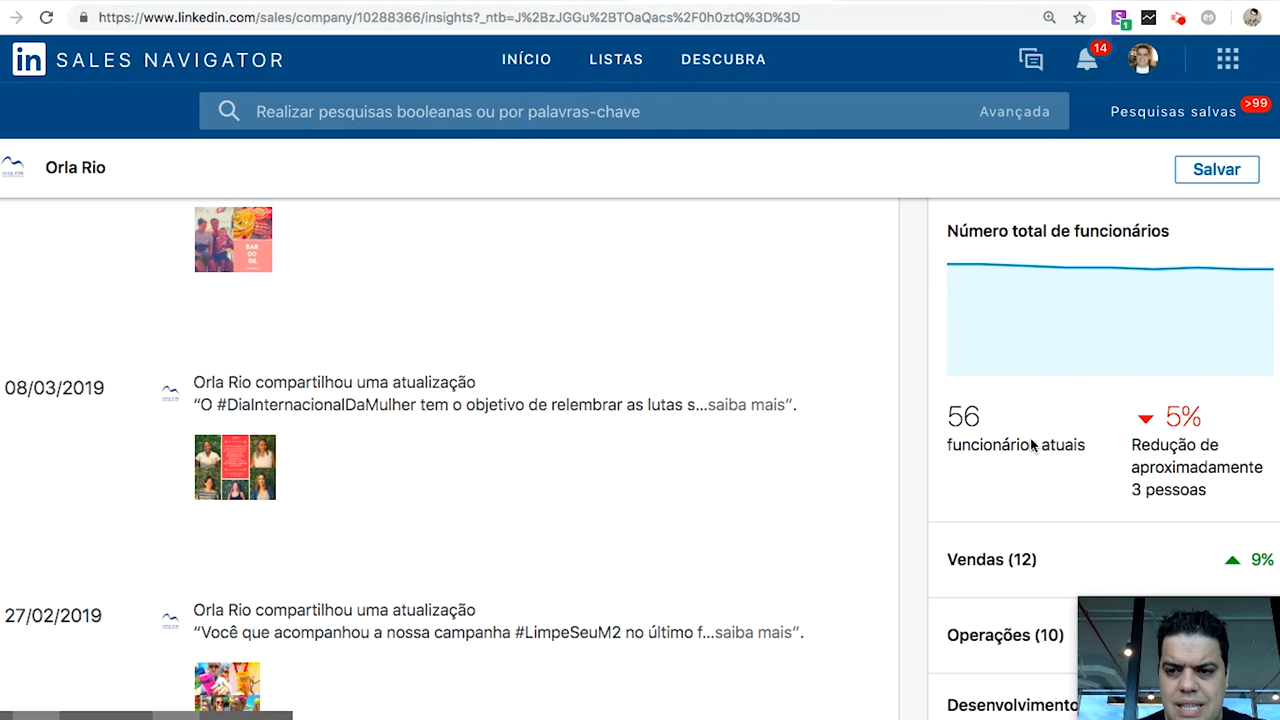 https://www.linkedin.com/sales/company/10288366/insights?_ntb=J%2BzJGGu%2BTOaQacs%2F0h0ztQ%3D%3D
1
in SALES NAVIGATOR
INÍCIO
LISTAS
DESCUBRA
14
Realizar pesquisas booleanas ou por palavras-chave
Avançada
Pesquisas salvas
>99
Orla Rio
Salvar
BAR
DO
GIL
08/03/2019
Orla Rio compartilhou uma atualização
“O #DiaInternacionalDaMulher tem o objetivo de relembrar as lutas s...saiba mais”.
27/02/2019
Orla Rio compartilhou uma atualização
“Você que acompanhou a nossa campanha #LimpeSeuM2 no último f...saiba mais”.
Número total de funcionários
56
funcionários atuais
5%
Redução de
aproximadamente
3 pessoas
Vendas (12)
9%
Operações (10)
Desenvolvimento